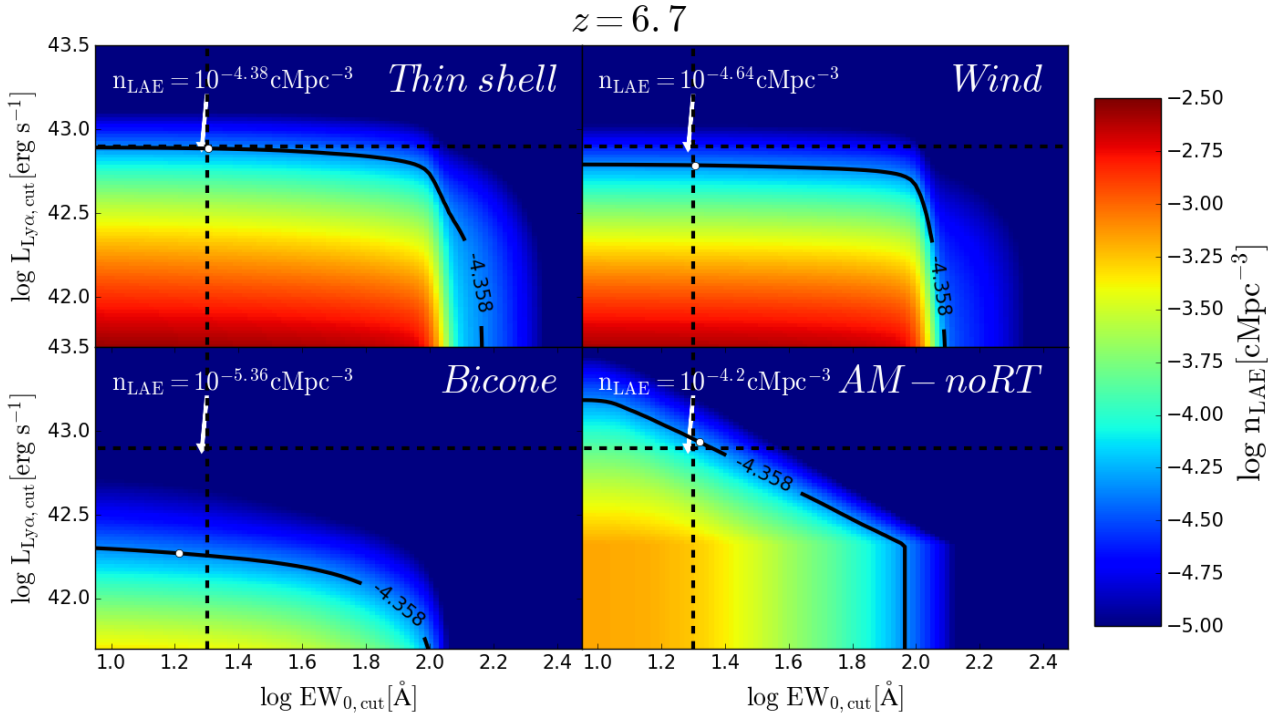 z = 6.7
n_LAE = 10^−4.38 cMpc^−3 Thin shell
n_LAE = 10^−4.64 cMpc^−3 Wind
43.5
43.0
42.5
42.0
43.5
log L_Lyα, cut [erg s^−1]
-4.358
-4.358
n_LAE = 10^−5.36 cMpc^−3 Bicone
n_LAE = 10^−4.2 cMpc^−3 AM − noRT
43.0
42.5
42.0
log L_Lyα, cut [erg s^−1]
-4.358
-4.358
1.0 1.2 1.4 1.6 1.8 2.0 2.2 2.4
1.0 1.2 1.4 1.6 1.8 2.0 2.2 2.4
log EW_0, cut [Å]
log EW_0, cut [Å]
−2.50
−2.75
−3.00
−3.25
−3.50
−3.75
−4.00
−4.25
−4.50
−4.75
−5.00
log n_LAE [cMpc^−3]